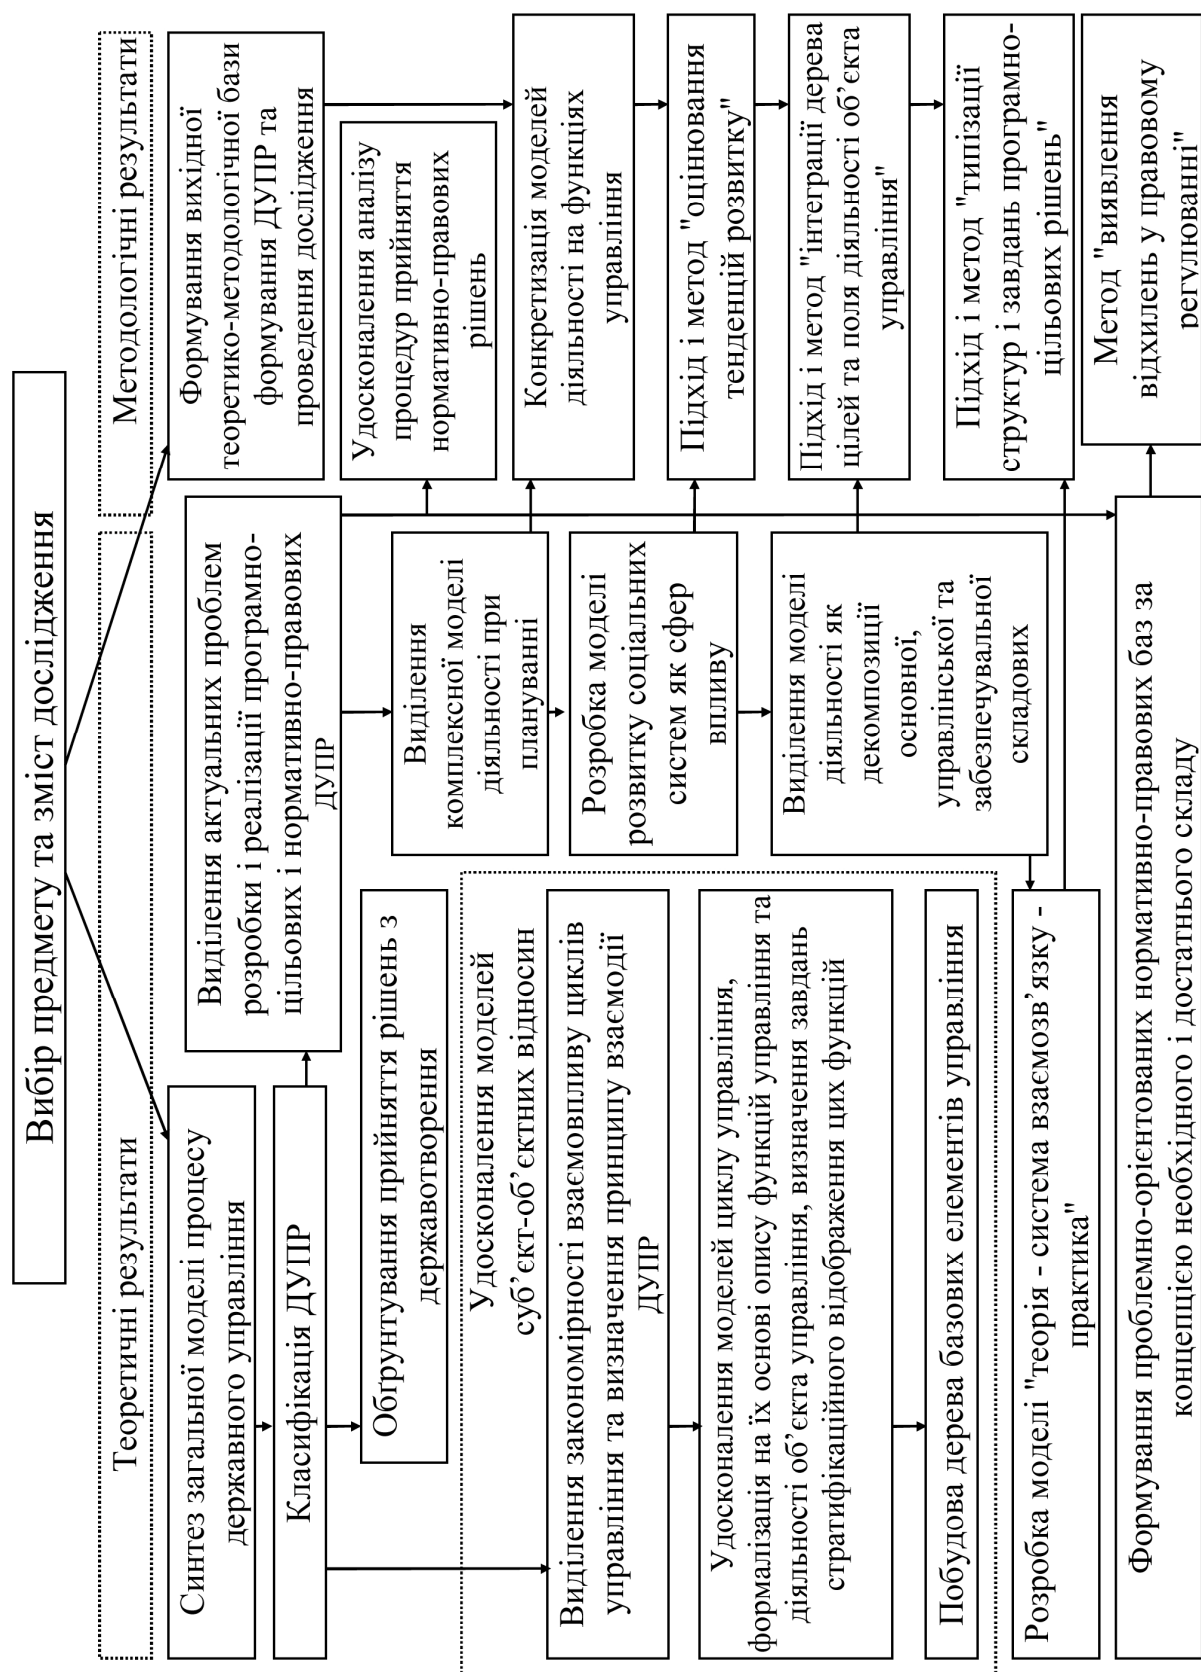 Вибір предмету та зміст дослідження
Теоретичні результати
Методологічні результати
Синтез загальної моделі процесу
державного управління
Класифікація ДУПР
Обґрунтування прийняття рішень з
державотворення
Удосконалення моделей
суб’єкт-об’єктних відносин
Виділення закономірності взаємовпливу циклів
управління та визначення принципу взаємодії
ДУПР
Удосконалення моделей циклу управління,
формалізація на їх основі опису функцій управління та
діяльності об’єкта управління, визначення завдань
стратифікаційного відображення цих функцій
Побудова дерева базових елементів управління
Розробка моделі "теорія - система взаємозв’язку -
практика"
Формування проблемно-орієнтованих нормативно-правових баз за
концепцією необхідного і достатнього складу
Виділення актуальних проблем
розробки і реалізації програмно-
цільових і нормативно-правових
ДУПР
Виділення
комплексної моделі
діяльності при
плануванні
Розробка моделі
розвитку соціальних
систем як сфер
впливу
Виділення моделі
діяльності як
декомпозиції
основної,
управлінської та
забезпечувальної
складових
Формування вихідної
теоретико-методологічної бази
формування ДУПР та
проведення дослідження
Удосконалення аналізу
процедур прийняття
нормативно-правових
рішень
Конкретизація моделей
діяльності на функціях
управління
Підхід і метод "оцінювання
тенденцій розвитку"
Підхід і метод "інтеграції дерева
цілей та поля діяльності об’єкта
управління"
Підхід і метод "типізації
структур і завдань програмно-
цільових рішень"
Метод "виявлення
відхилень у правовому
регулюванні"